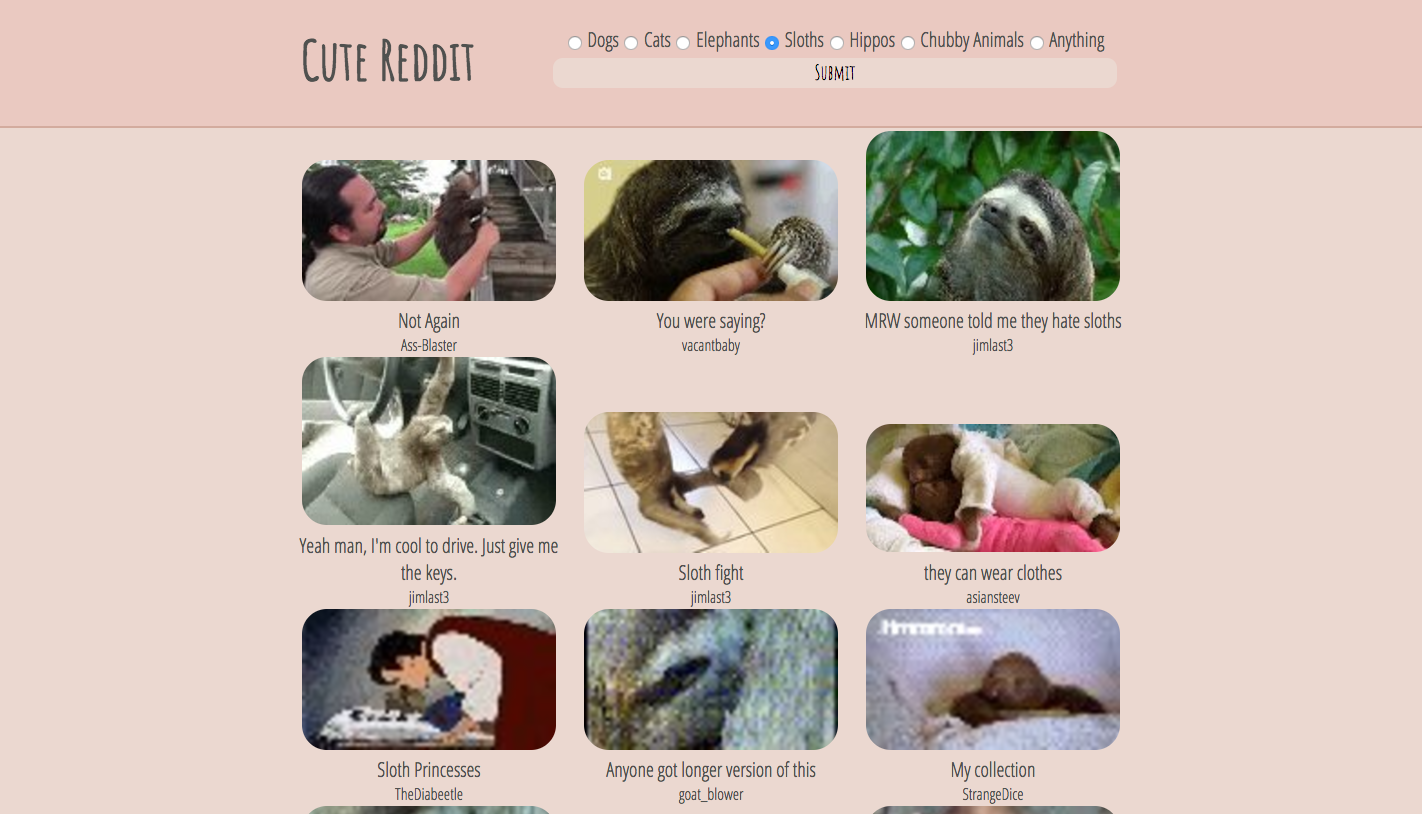 Cute Reddit
Dogs Cats Elephants Sloths Hippos Chubby Animals Anything
Submit
Not Again
Ass-Blaster
You were saying?
vacantbaby
MRW someone told me they hate sloths
jimlast3
Yeah man, I'm cool to drive. Just give me
the keys.
jimlast3
Sloth fight
jimlast3
they can wear clothes
asiansteev
Sloth Princesses
TheDiabeetle
Anyone got longer version of this
goat_blower
My collection
StrangeDice